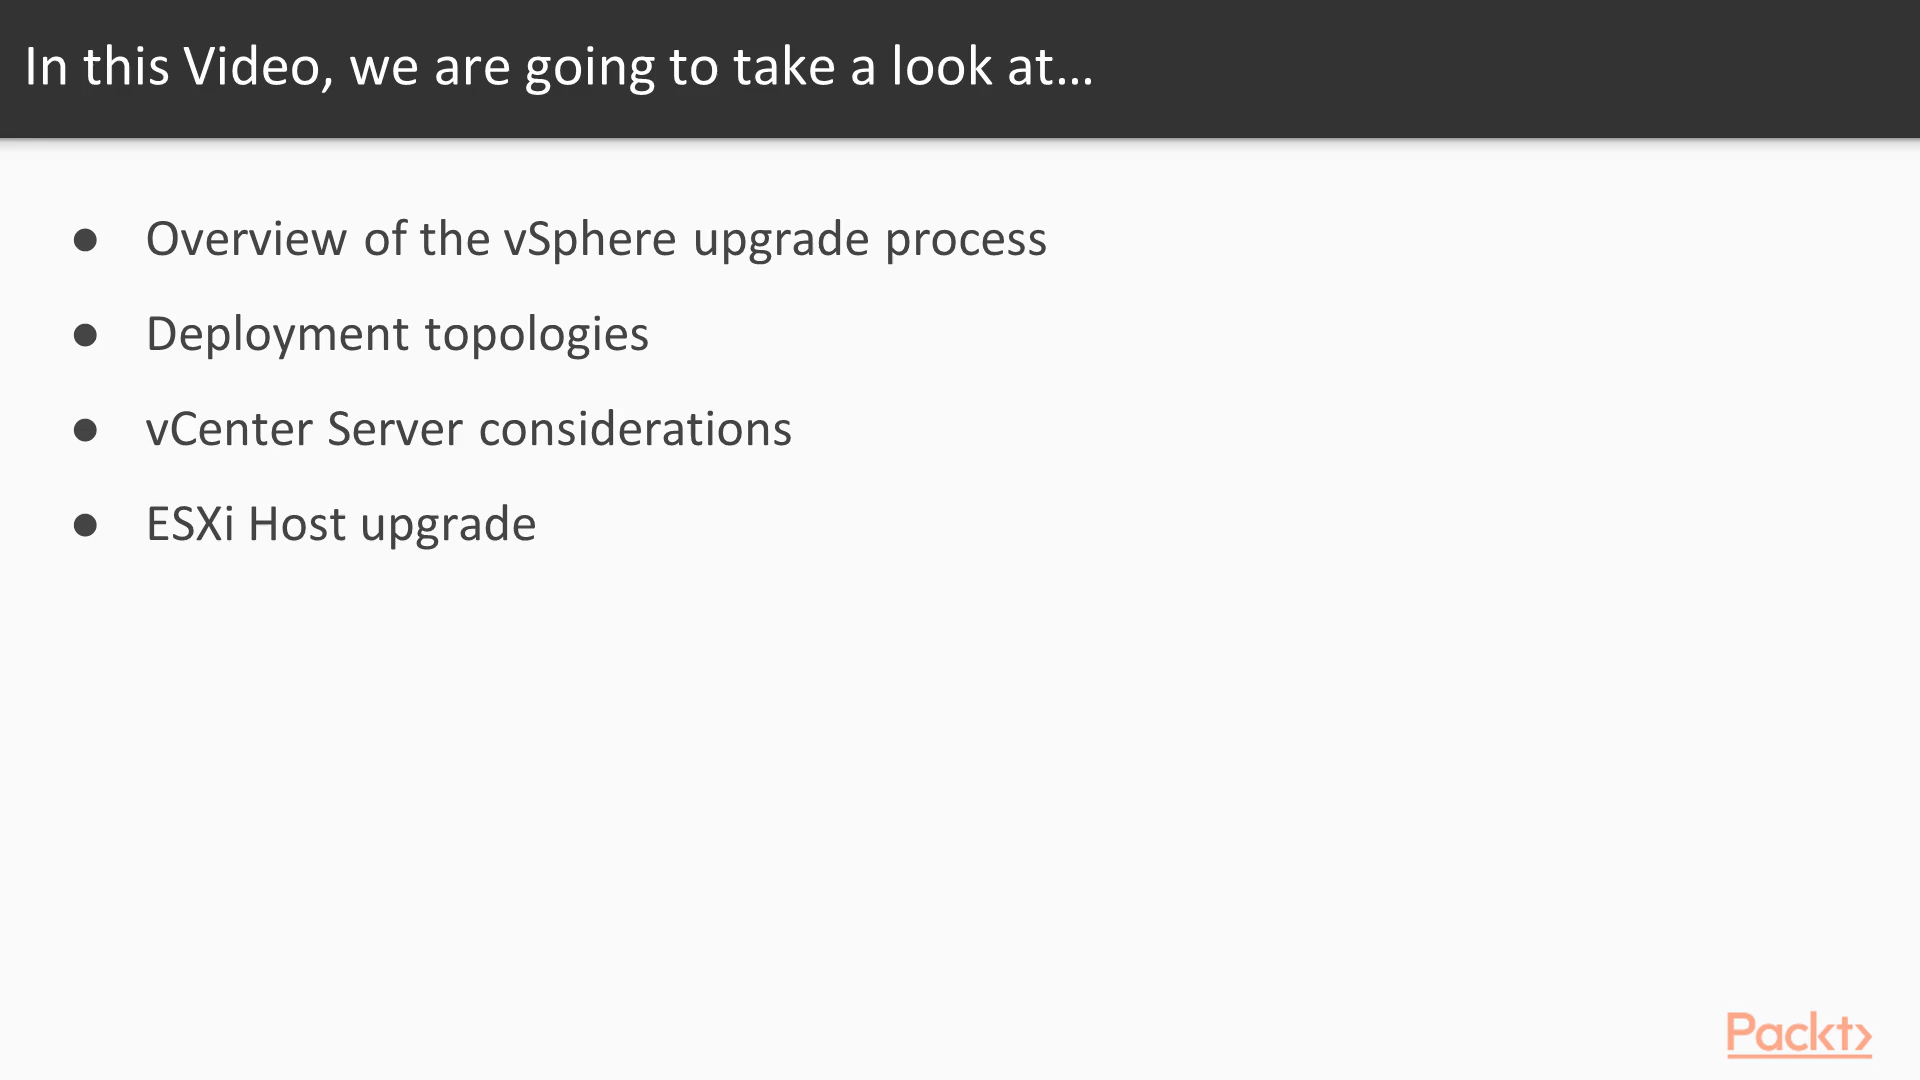 In this Video, we are going to take a look at...
● Overview of the vSphere upgrade process
● Deployment topologies
● vCenter Server considerations
● ESXi Host upgrade
Packt>